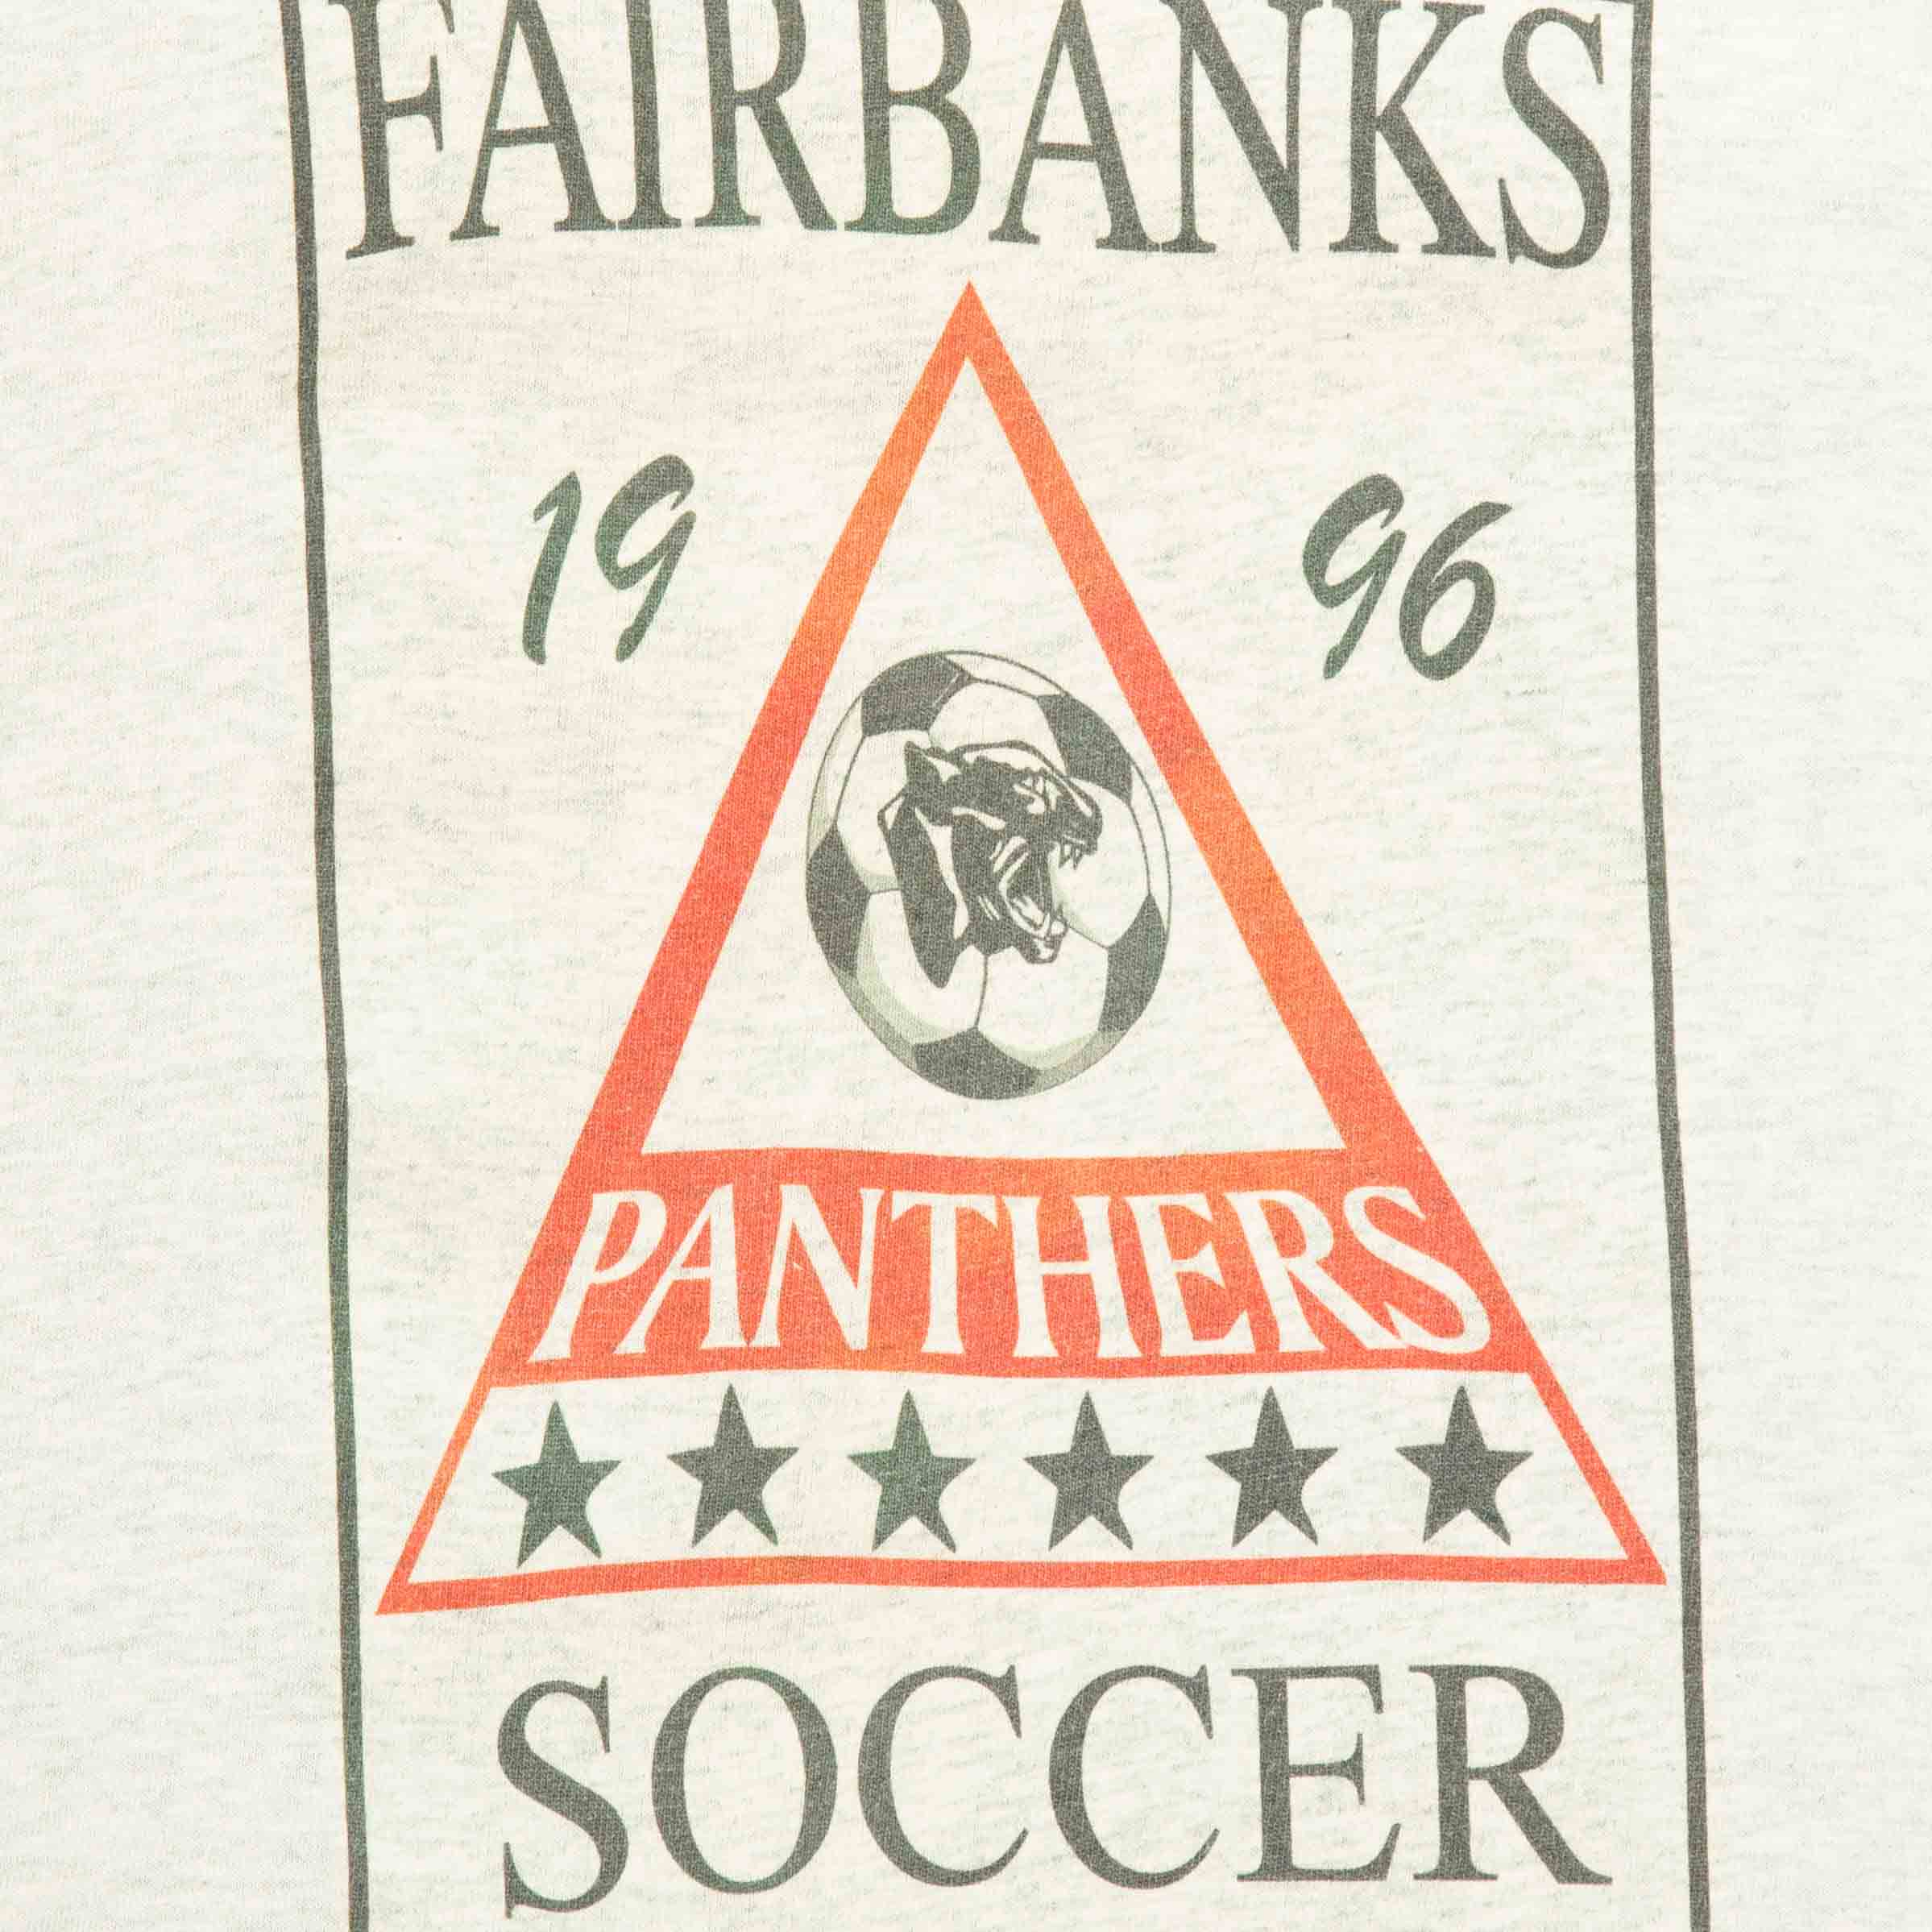 FAIRBANKS
19 96
PANTHERS
SOCCER